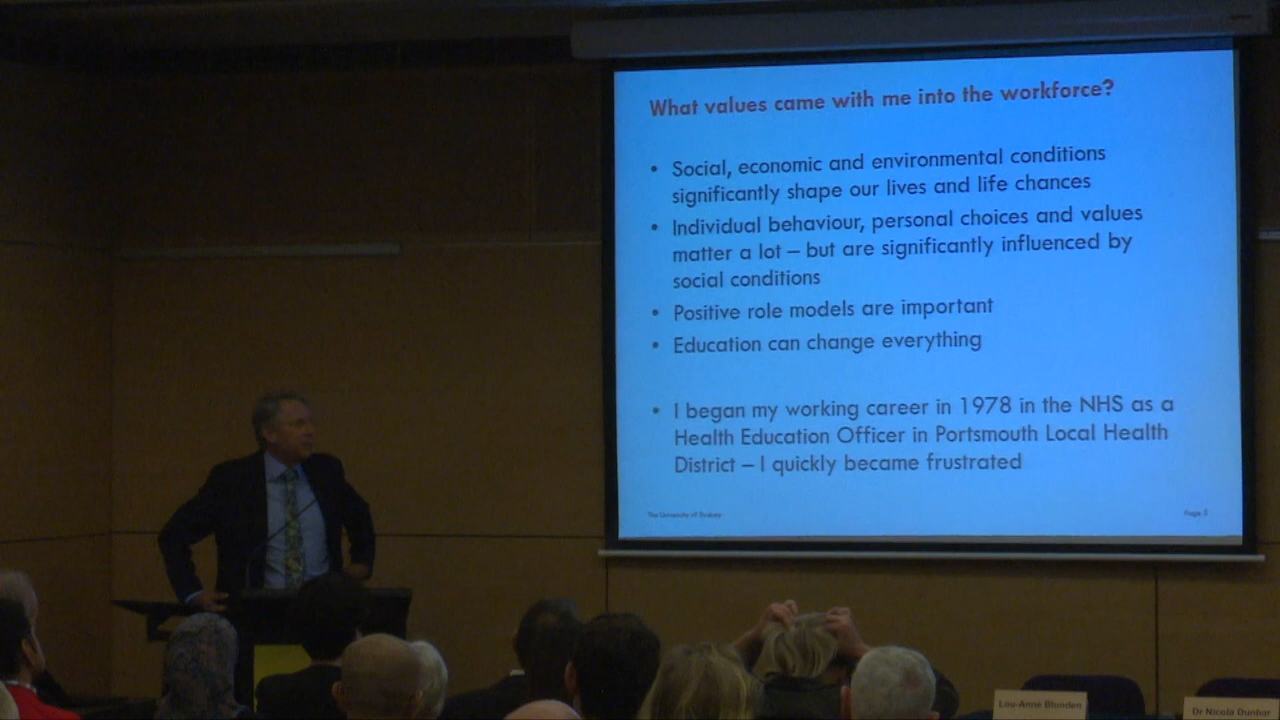 What values came with me into the workforce?
• Social, economic and environmental conditions
significantly shape our lives and life chances
• Individual behaviour, personal choices and values
matter a lot – but are significantly influenced by
social conditions
• Positive role models are important
• Education can change everything
• I began my working career in 1978 in the NHS as a
Health Education Officer in Portsmouth Local Health
District – I quickly became frustrated
The University of Sydney
Page 5
Lou-Anne Blunden
Dr Nicola Dunbar